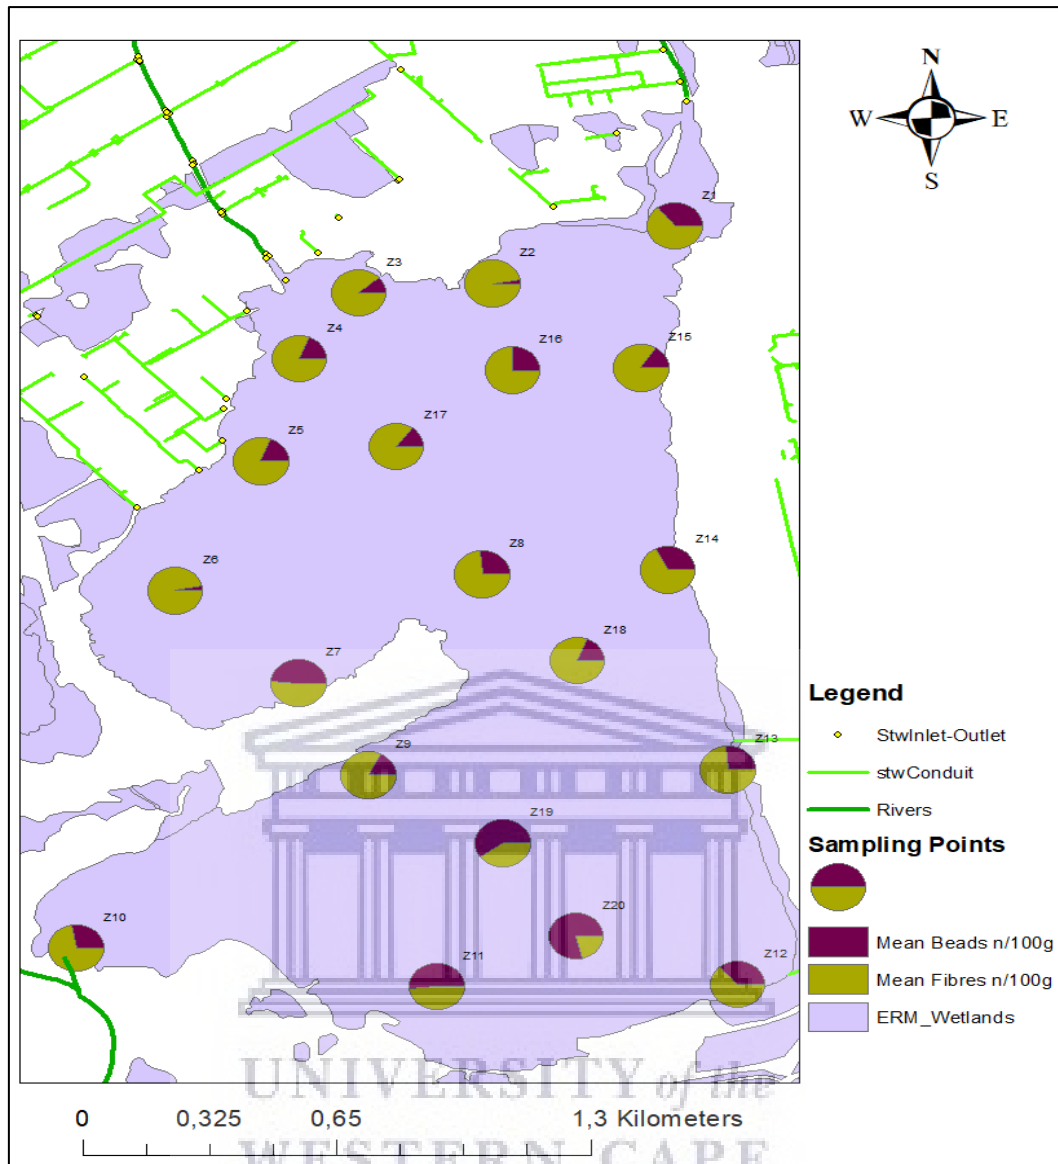 N
W E
S
Z1
Z2
Z3
Z4
Z16
Z15
Z17
Z5
Z8
Z14
Z6
Z18
Z7
Z13
Z9
Z19
Z20
Z10
Z11
Z12
Legend
StwInlet-Outlet
stwConduit
Rivers
Sampling Points
Mean Beads n/100g
Mean Fibres n/100g
ERM_Wetlands
0 0,325 0,65 1,3 Kilometers
UNIVERSITY of the
WESTERN CAPE